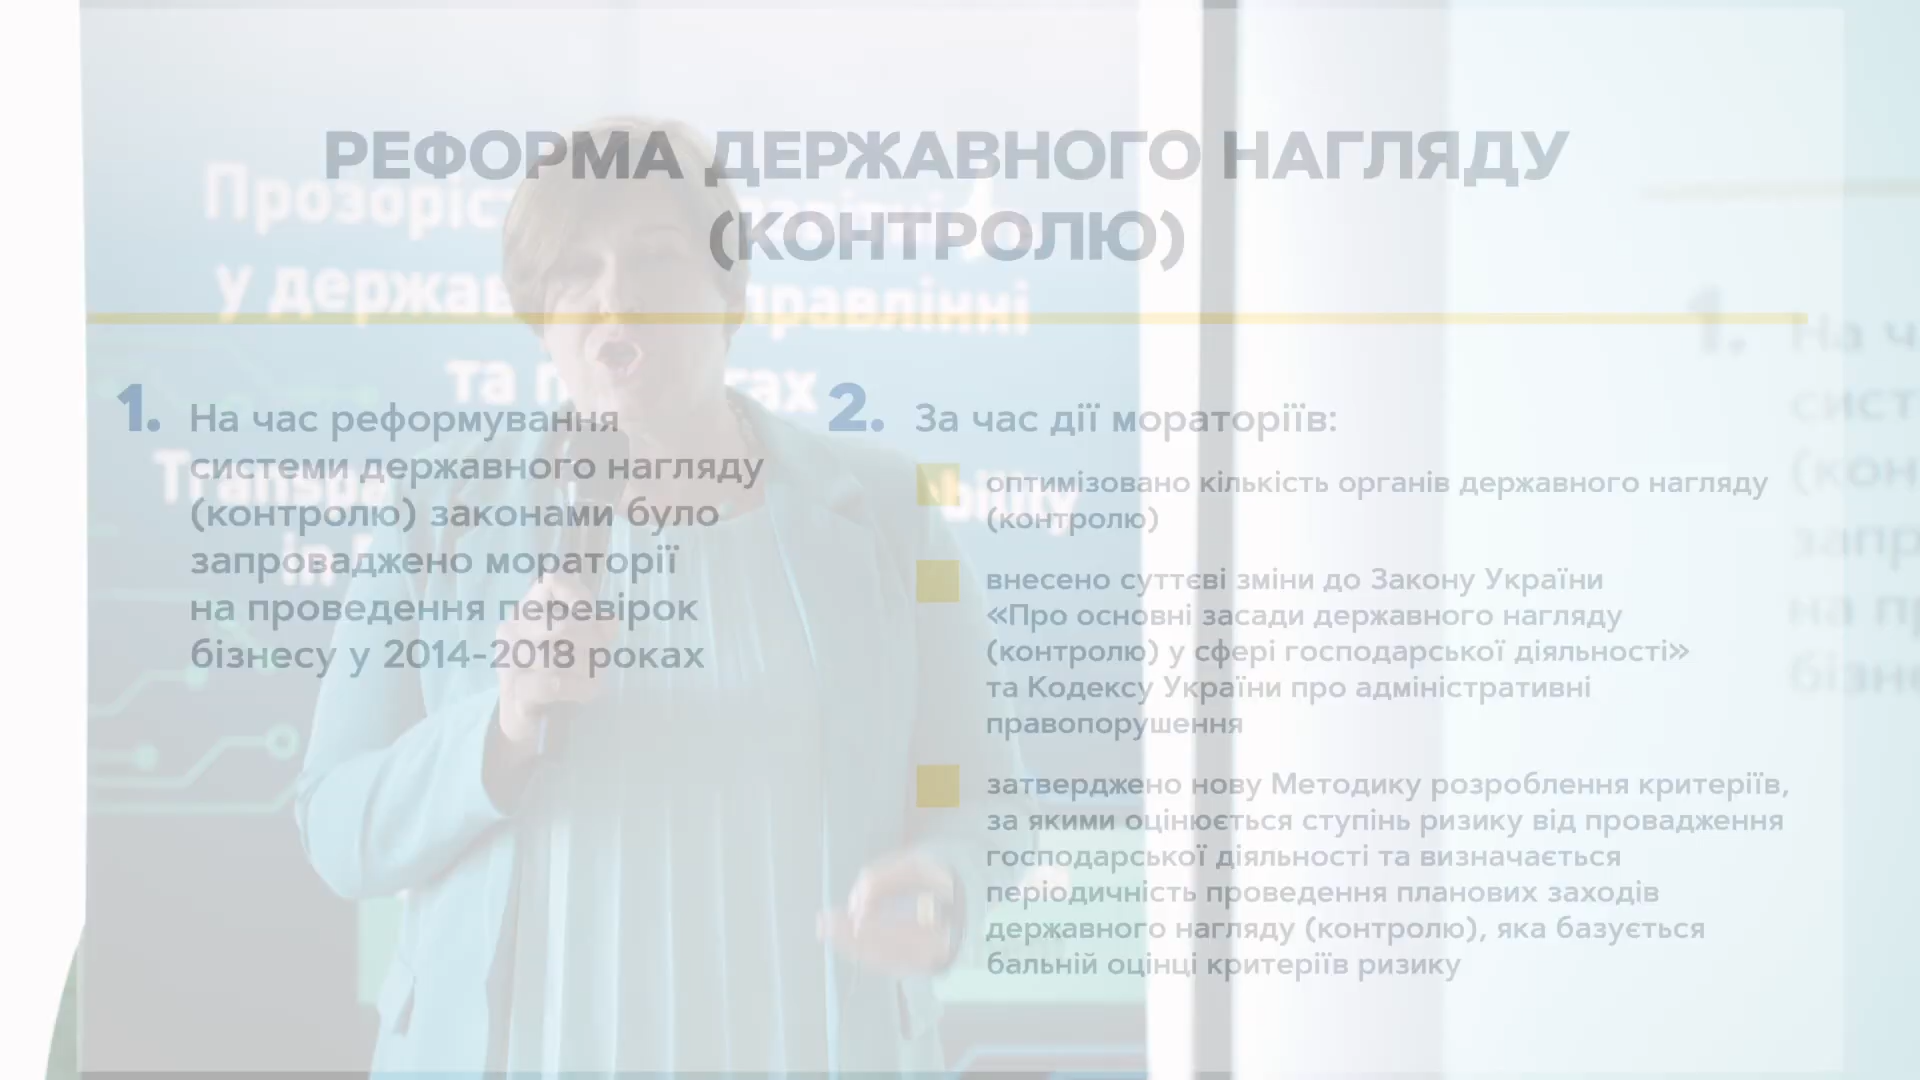 РЕФОРМА ДЕРЖАВНОГО НАГЛЯДУ
(КОНТРОЛЮ)
1. На час реформування
системи державного нагляду
(контролю) законами було
запроваджено мораторії
на проведення перевірок
бізнесу у 2014-2018 роках
2. За час дії мораторіїв:
оптимізовано кількість органів державного нагляду
(контролю)
внесено суттєві зміни до Закону України
«Про основні засади державного нагляду
(контролю) у сфері господарської діяльності»
та Кодексу України про адміністративні
правопорушення
затверджено нову Методику розроблення критеріїв,
за якими оцінюється ступінь ризику від провадження
господарської діяльності та визначається
періодичність проведення планових заходів
державного нагляду (контролю), яка базується
бальній оцінці критеріїв ризику
у
та
in
1.
На